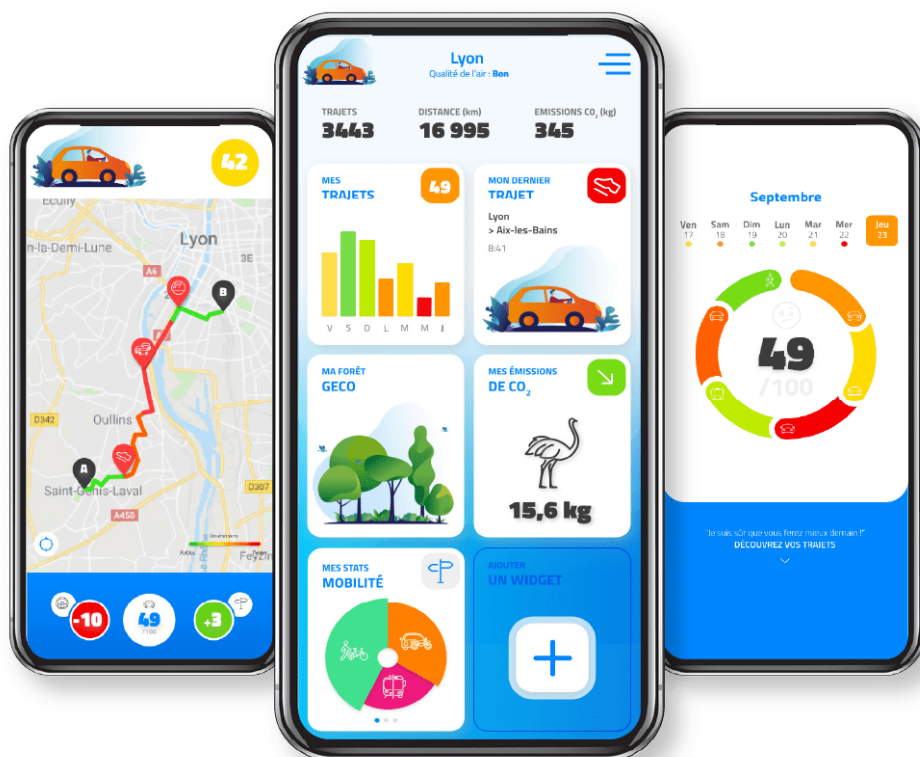 42
Ecully
n-la-Demi-Lune
Lyon
3E
A6
B
Oullins
D342
A
Saint-Genis-Laval
A450
D307
Feyzin
-10
49
/100
+3
Lyon
Qualité de l'air : Bon
TRAJETS
3443
DISTANCE (km)
16 995
EMISSIONS CO₂ (kg)
345
MES
TRAJETS
49
V S D L M M J
MON DERNIER
TRAJET
Lyon
> Aix-les-Bains
8:41
MA FORÊT
GECO
MES ÉMISSIONS
DE CO₂
15,6 kg
MES STATS
MOBILITÉ
AJOUTER
UN WIDGET
Septembre
Ven Sam Dim Lun Mar Mer Jeu
17 18 19 20 21 22 23
49
/100
"Je suis sûr que vous ferez mieux demain !"
DÉCOUVREZ VOS TRAJETS